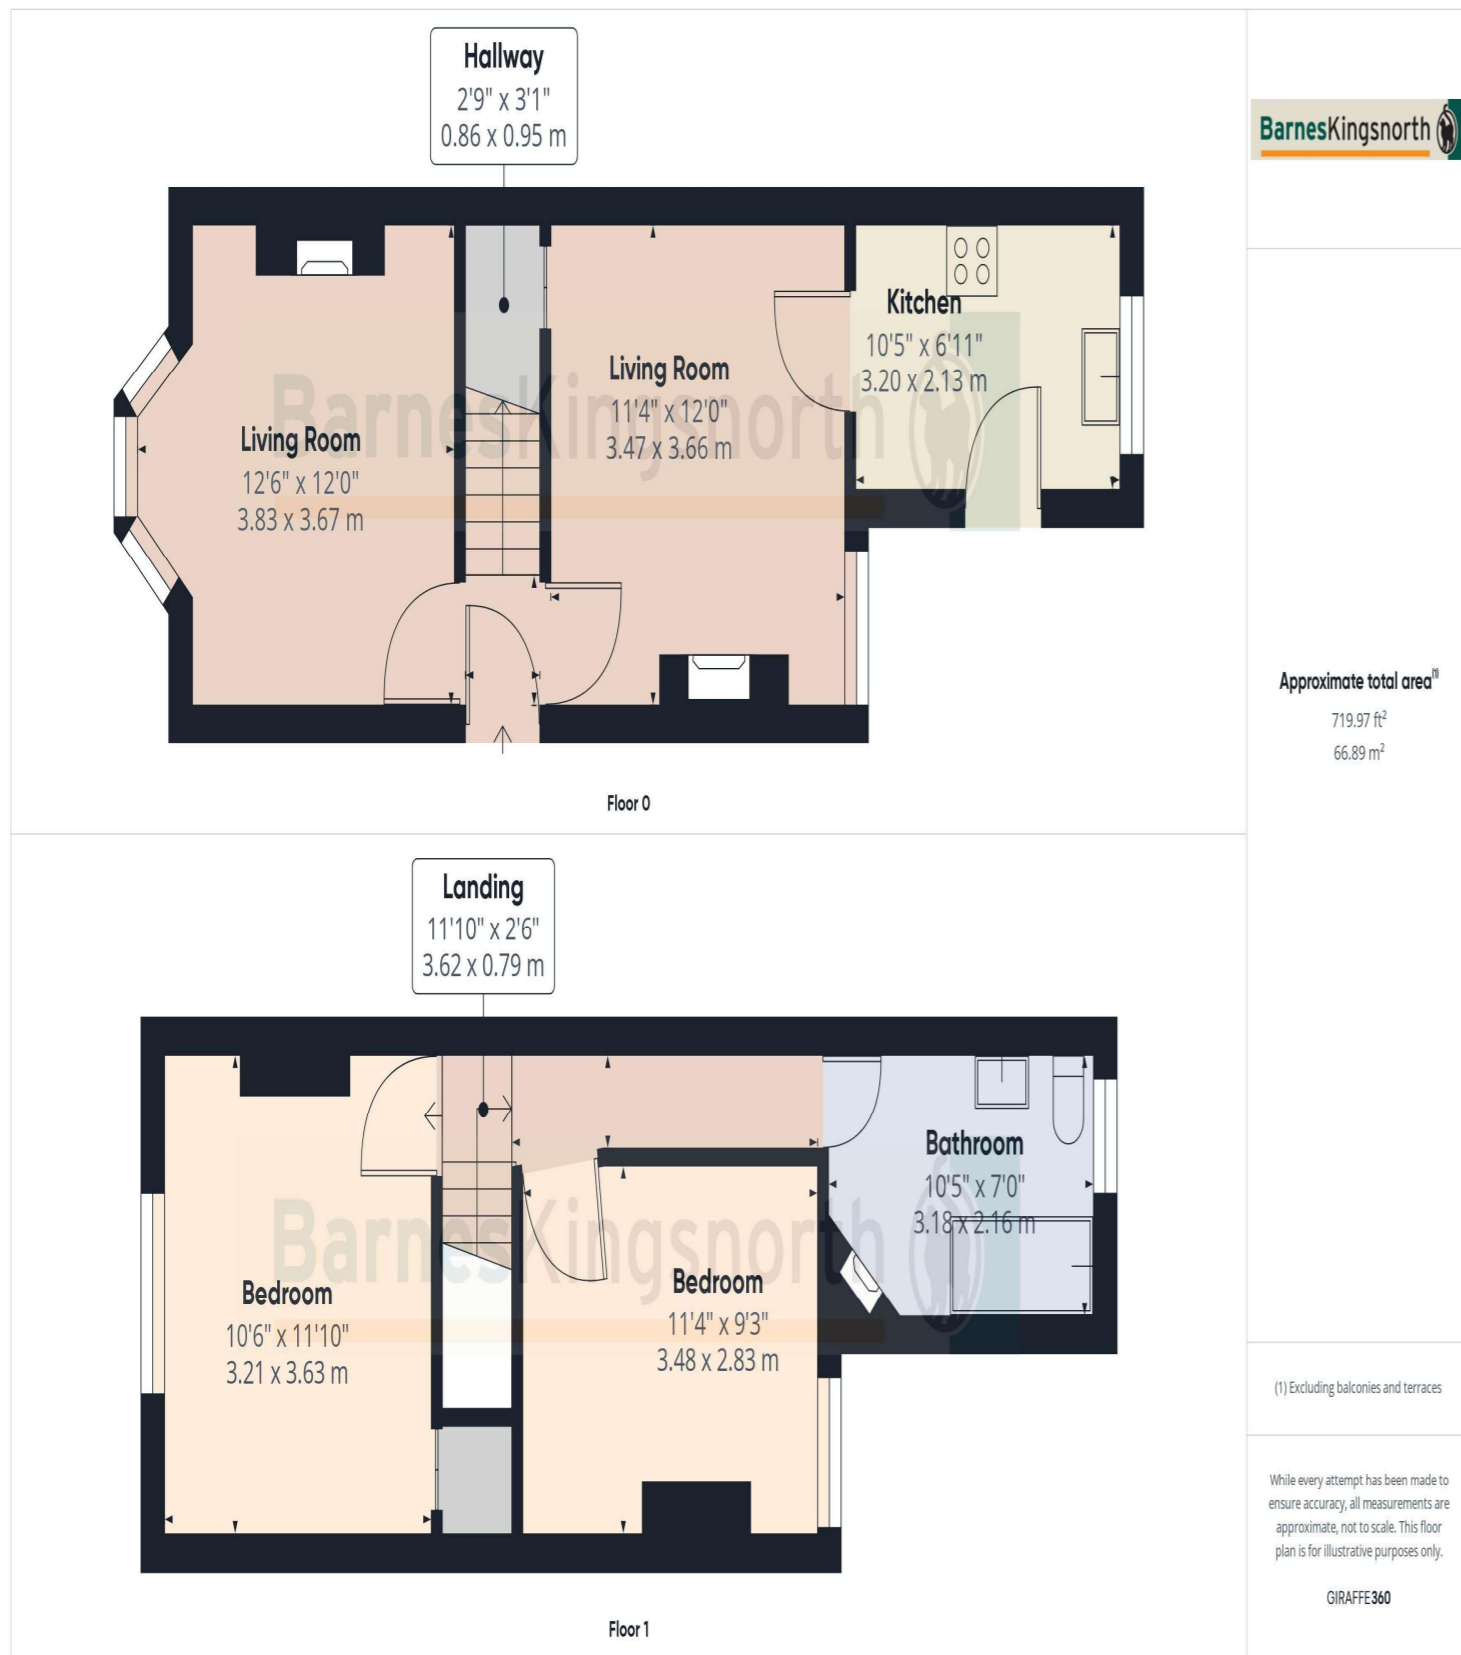 Hallway
2'9" x 3'1"
0.86 x 0.95 m
BarnesKingsnorth
Kitchen
10'5" x 6'11"
3.20 x 2.13 m
Living Room
11'4" x 12'0"
3.47 x 3.66 m
Living Room
12'6" x 12'0"
3.83 x 3.67 m
BarnesKingsnorth
Floor 0
Approximate total area(1)
719.97 ft²
66.89 m²
Landing
11'10" x 2'6"
3.62 x 0.79 m
Bathroom
10'5" x 7'0"
3.18 x 2.16 m
Bedroom
11'4" x 9'3"
3.48 x 2.83 m
Bedroom
10'6" x 11'10"
3.21 x 3.63 m
BarnesKingsnorth
Floor 1
(1) Excluding balconies and terraces
While every attempt has been made to
ensure accuracy, all measurements are
approximate, not to scale. This floor
plan is for illustrative purposes only.
GIRAFFE360